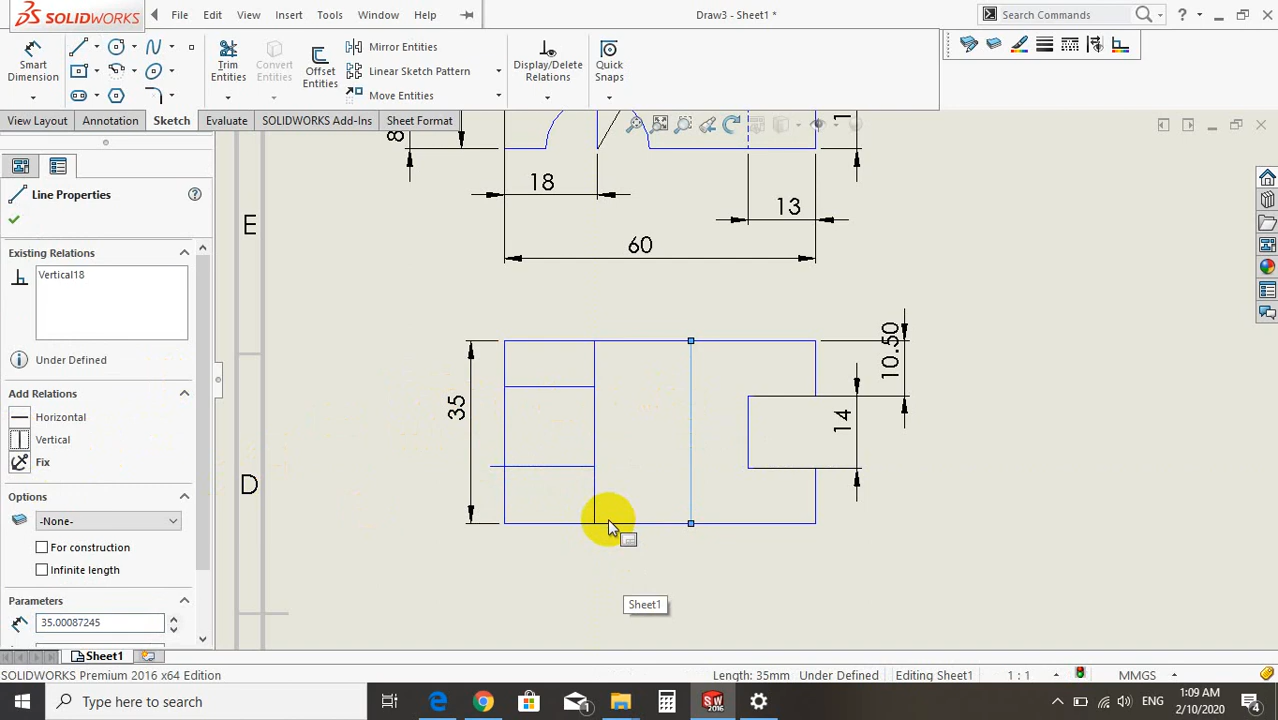 SOLIDWORKS File Edit View Insert Tools Window Help Draw3 - Sheet1 * Search Commands ?
Smart Dimension
Trim Entities
Convert Entities
Offset Entities
Mirror Entities
Linear Sketch Pattern
Move Entities
Display/Delete Relations
Quick Snaps
View Layout Annotation Sketch Evaluate SOLIDWORKS Add-Ins Sheet Format
Line Properties
Existing Relations
Vertical18
Under Defined
Add Relations
Horizontal
Vertical
Fix
Options
-None-
For construction
Infinite length
Parameters
35.00087245
E
D
8
1
18
13
60
35
10.50
14
Sheet1
Sheet1
SOLIDWORKS Premium 2016 x64 Edition Length: 35mm Under Defined Editing Sheet1 1 : 1 MMGS
Type here to search
1
SW
2016
ENG
1:09 AM
2/10/2020
4